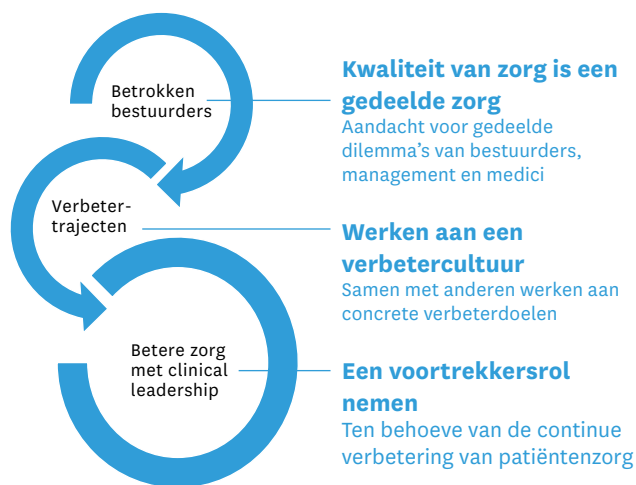 Betrokken
bestuurders
Kwaliteit van zorg is een
gedeelde zorg
Aandacht voor gedeelde
dilemma's van bestuurders,
management en medici
Verbeter-
trajecten
Werken aan een
verbetercultuur
Samen met anderen werken aan
concrete verbeterdoelen
Betere zorg
met clinical
leadership
Een voortrekkersrol
nemen
Ten behoeve van de continue
verbetering van patiëntenzorg